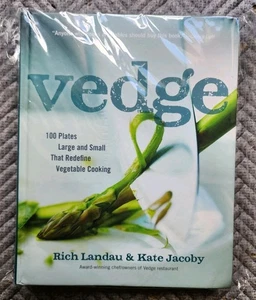 vedge
100 Plates
Large and Small
That Redefine
Vegetable Cooking
Rich Landau & Kate Jacoby
Award-winning chefs/owners of Vedge restaurant